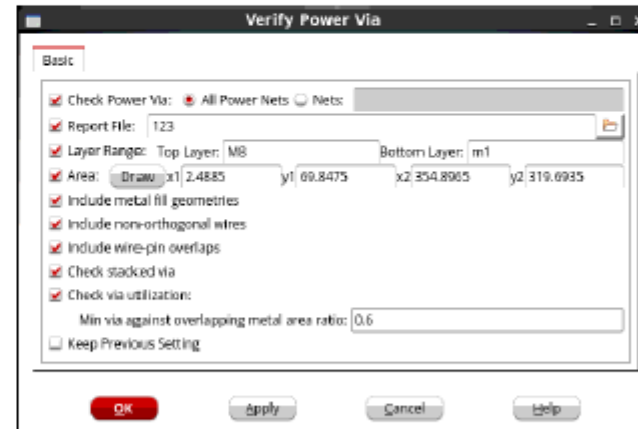 Verify Power Via
Basic
Check Power Via: All Power Nets Nets:
Report File: 123
Layer Range: Top Layer: M8 Bottom Layer: m1
Area: Draw x1 2.4885 y1 69.8475 x2 354.8965 y2 319.6935
Include metal fill geometries
Include non-orthogonal wires
Include wire-pin overlaps
Check stacked via
Check via utilization:
Min via against overlapping metal area ratio: 0.6
Keep Previous Setting
OK Apply Cancel Help